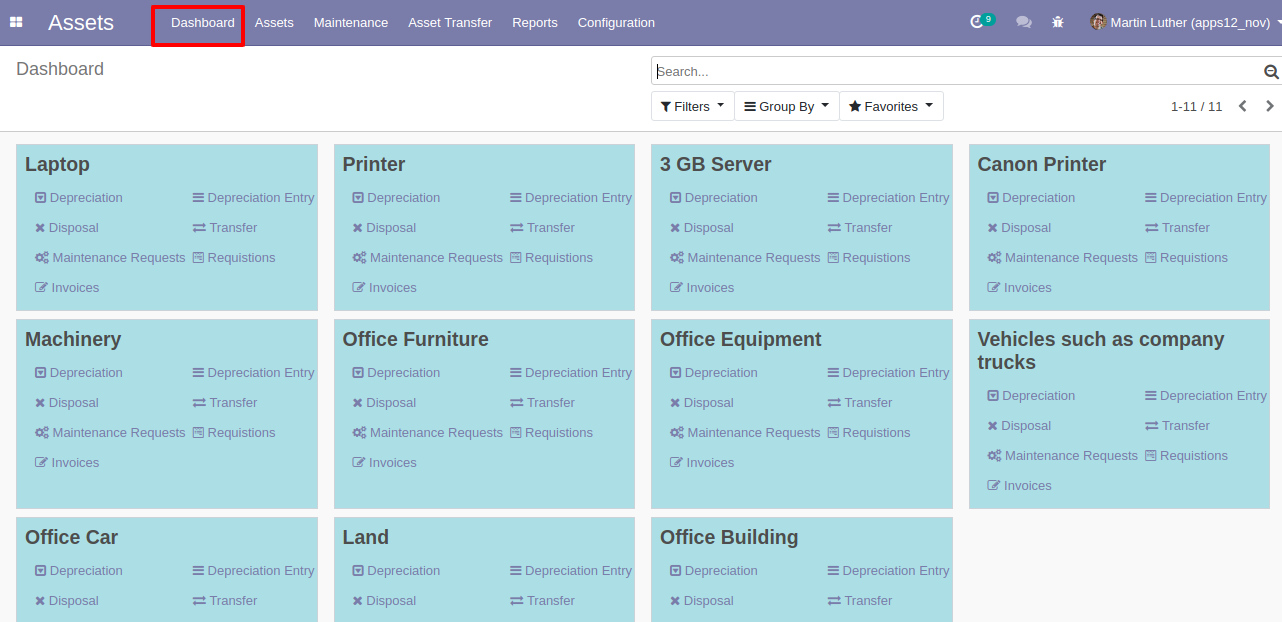 Assets Dashboard Assets Maintenance Asset Transfer Reports Configuration 9 Martin Luther (apps12_nov)
Dashboard
Search...
Filters Group By Favorites 1-11 / 11
Laptop
Depreciation Depreciation Entry
Disposal Transfer
Maintenance Requests Requistions
Invoices
Printer
Depreciation Depreciation Entry
Disposal Transfer
Maintenance Requests Requistions
Invoices
3 GB Server
Depreciation Depreciation Entry
Disposal Transfer
Maintenance Requests Requistions
Invoices
Canon Printer
Depreciation Depreciation Entry
Disposal Transfer
Maintenance Requests Requistions
Invoices
Machinery
Depreciation Depreciation Entry
Disposal Transfer
Maintenance Requests Requistions
Invoices
Office Furniture
Depreciation Depreciation Entry
Disposal Transfer
Maintenance Requests Requistions
Invoices
Office Equipment
Depreciation Depreciation Entry
Disposal Transfer
Maintenance Requests Requistions
Invoices
Vehicles such as company
trucks
Depreciation Depreciation Entry
Disposal Transfer
Maintenance Requests Requistions
Invoices
Office Car
Depreciation Depreciation Entry
Disposal Transfer
Land
Depreciation Depreciation Entry
Disposal Transfer
Office Building
Depreciation Depreciation Entry
Disposal Transfer